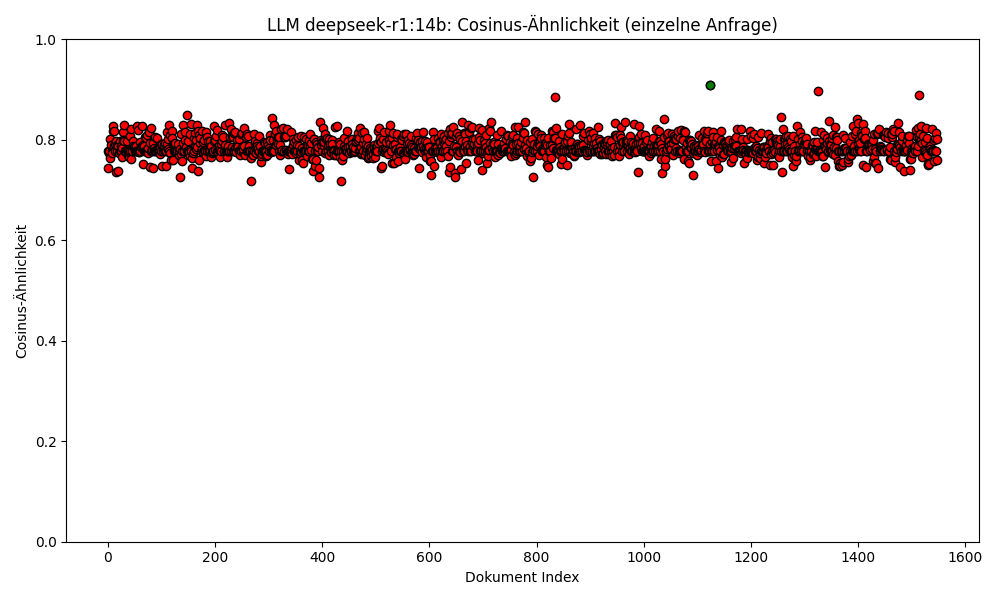 LLM deepseek-r1:14b: Cosinus-Ähnlichkeit (einzelne Anfrage)
1.0
0.8
0.6
0.4
0.2
0.0
Cosinus-Ähnlichkeit
0 200 400 600 800 1000 1200 1400 1600
Dokument Index